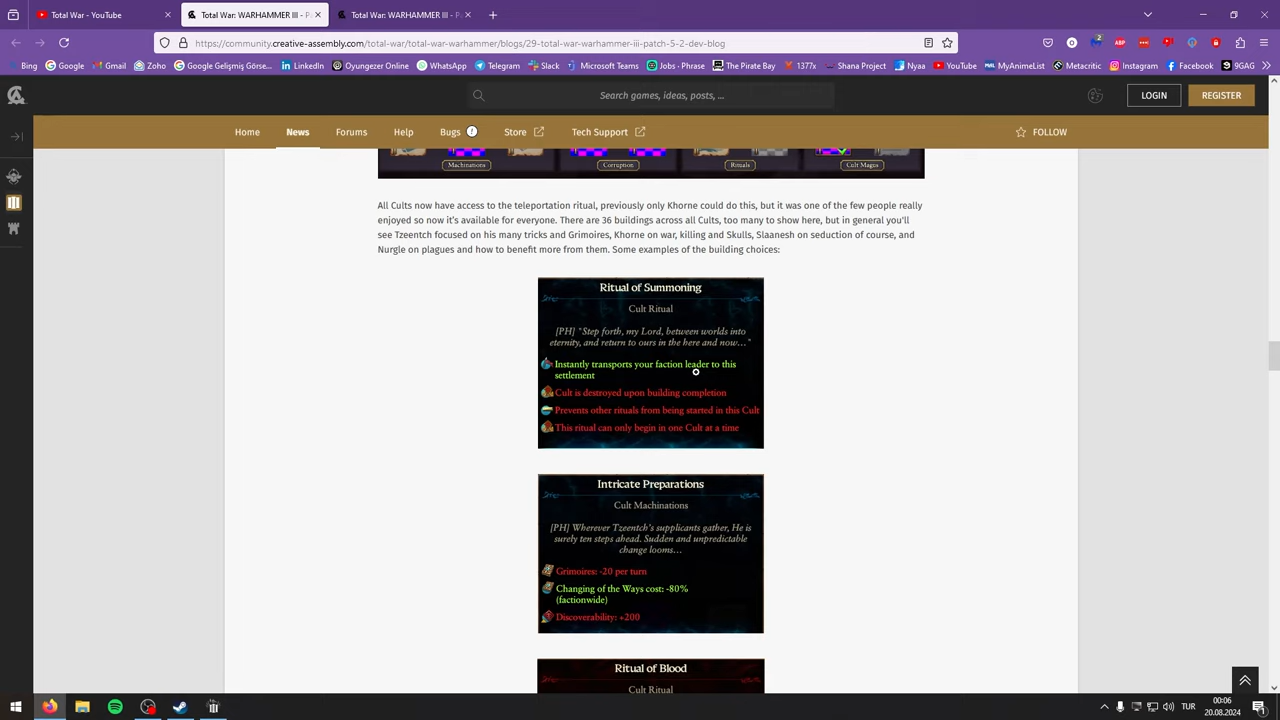 Total War - YouTube
Total War: WARHAMMER III - P
Total War: WARHAMMER III - P
https://community.creative-assembly.com/total-war/total-war-warhammer/blogs/29-total-war-warhammer-iii-patch-5-2-dev-blog
Bing Google Gmail Zoho Google Gelişmiş Görse... LinkedIn Oyungezer Online WhatsApp Telegram Slack Microsoft Teams Jobs · Phrase The Pirate Bay 1377x Shana Project Nyaa YouTube MyAnimeList Metacritic Instagram Facebook 9GAG
Search games, ideas, posts, ...
LOGIN
REGISTER
Home News Forums Help Bugs Store Tech Support
FOLLOW
Machinations Corruption Rituals Cult Magus
All Cults now have access to the teleportation ritual, previously only Khorne could do this, but it was one of the few people really
enjoyed so now it's available for everyone. There are 36 buildings across all Cults, too many to show here, but in general you'll
see Tzeentch focused on his many tricks and Grimoires, Khorne on war, killing and Skulls, Slaanesh on seduction of course, and
Nurgle on plagues and how to benefit more from them. Some examples of the building choices:
Ritual of Summoning
Cult Ritual
[PH] "Step forth, my Lord, between worlds into
eternity, and return to ours in the here and now…"
Instantly transports your faction leader to this
settlement
Cult is destroyed upon building completion
Prevents other rituals from being started in this Cult
This ritual can only begin in one Cult at a time
Intricate Preparations
Cult Machinations
[PH] Wherever Tzeentch's supplicants gather, He is
surely ten steps ahead. Sudden and unpredictable
change looms…
Grimoires: -20 per turn
Changing of the Ways cost: -80%
(factionwide)
Discoverability: +200
Ritual of Blood
Cult Ritual
TUR
00:06
20.08.2024